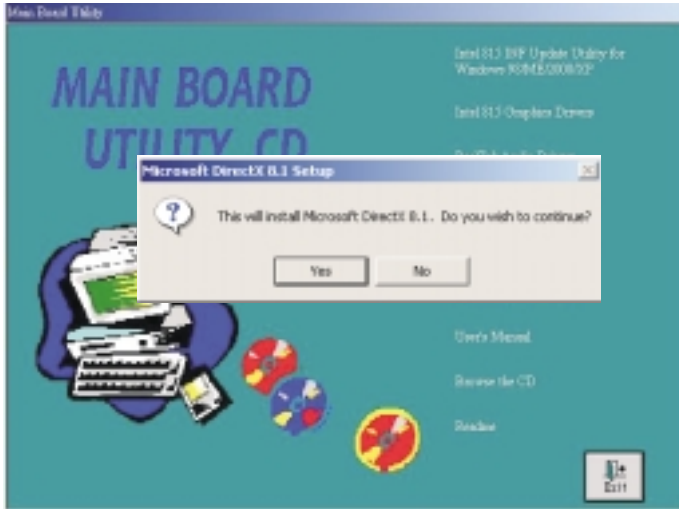 Main Board Utility
MAIN BOARD
UTILITY CD
Intel 815 INF Update Utility for
Windows 98/ME/2000/XP
Intel 815 Graphics Drivers
Microsoft DirectX 8.1 Setup
This will install Microsoft DirectX 8.1. Do you wish to continue?
Yes
No
User's Manual
Browse the CD
Readme
Exit